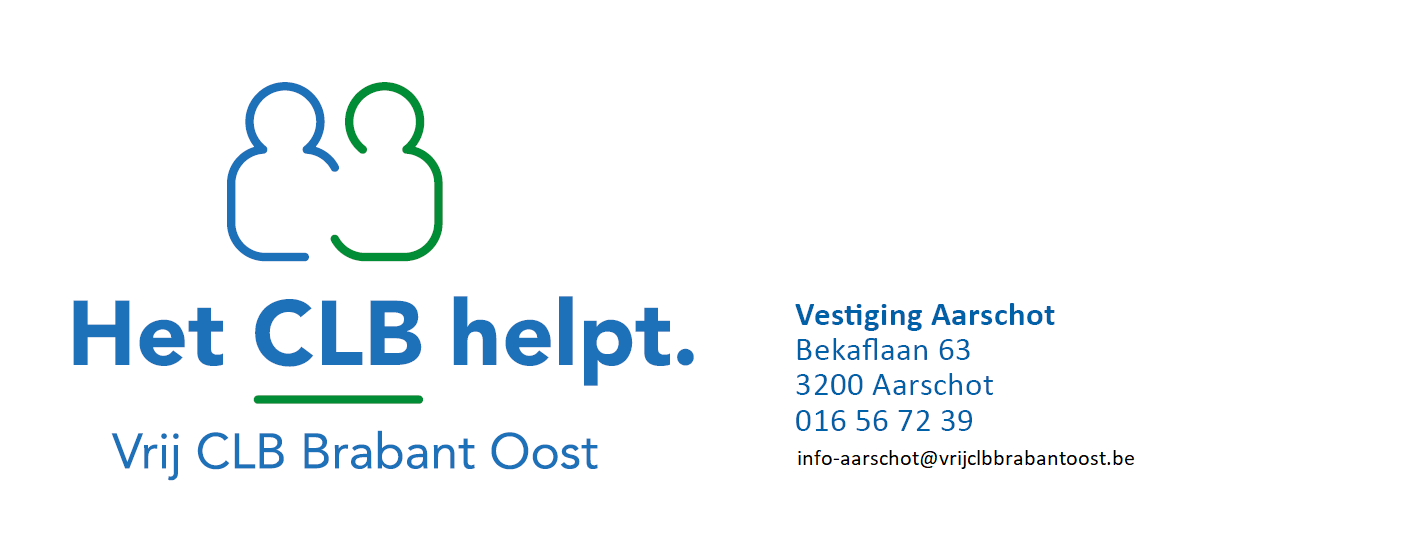 Het CLB helpt.
Vrij CLB Brabant Oost
Vestiging Aarschot
Bekaflaan 63
3200 Aarschot
016 56 72 39
info-aarschot@vrijclbbrabantoost.be